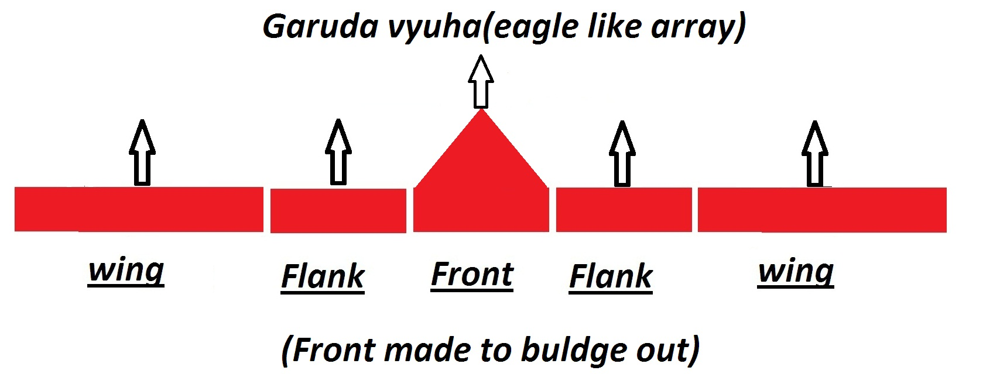 Garuda vyuha(eagle like array)
wing Flank Front Flank wing
(Front made to buldge out)